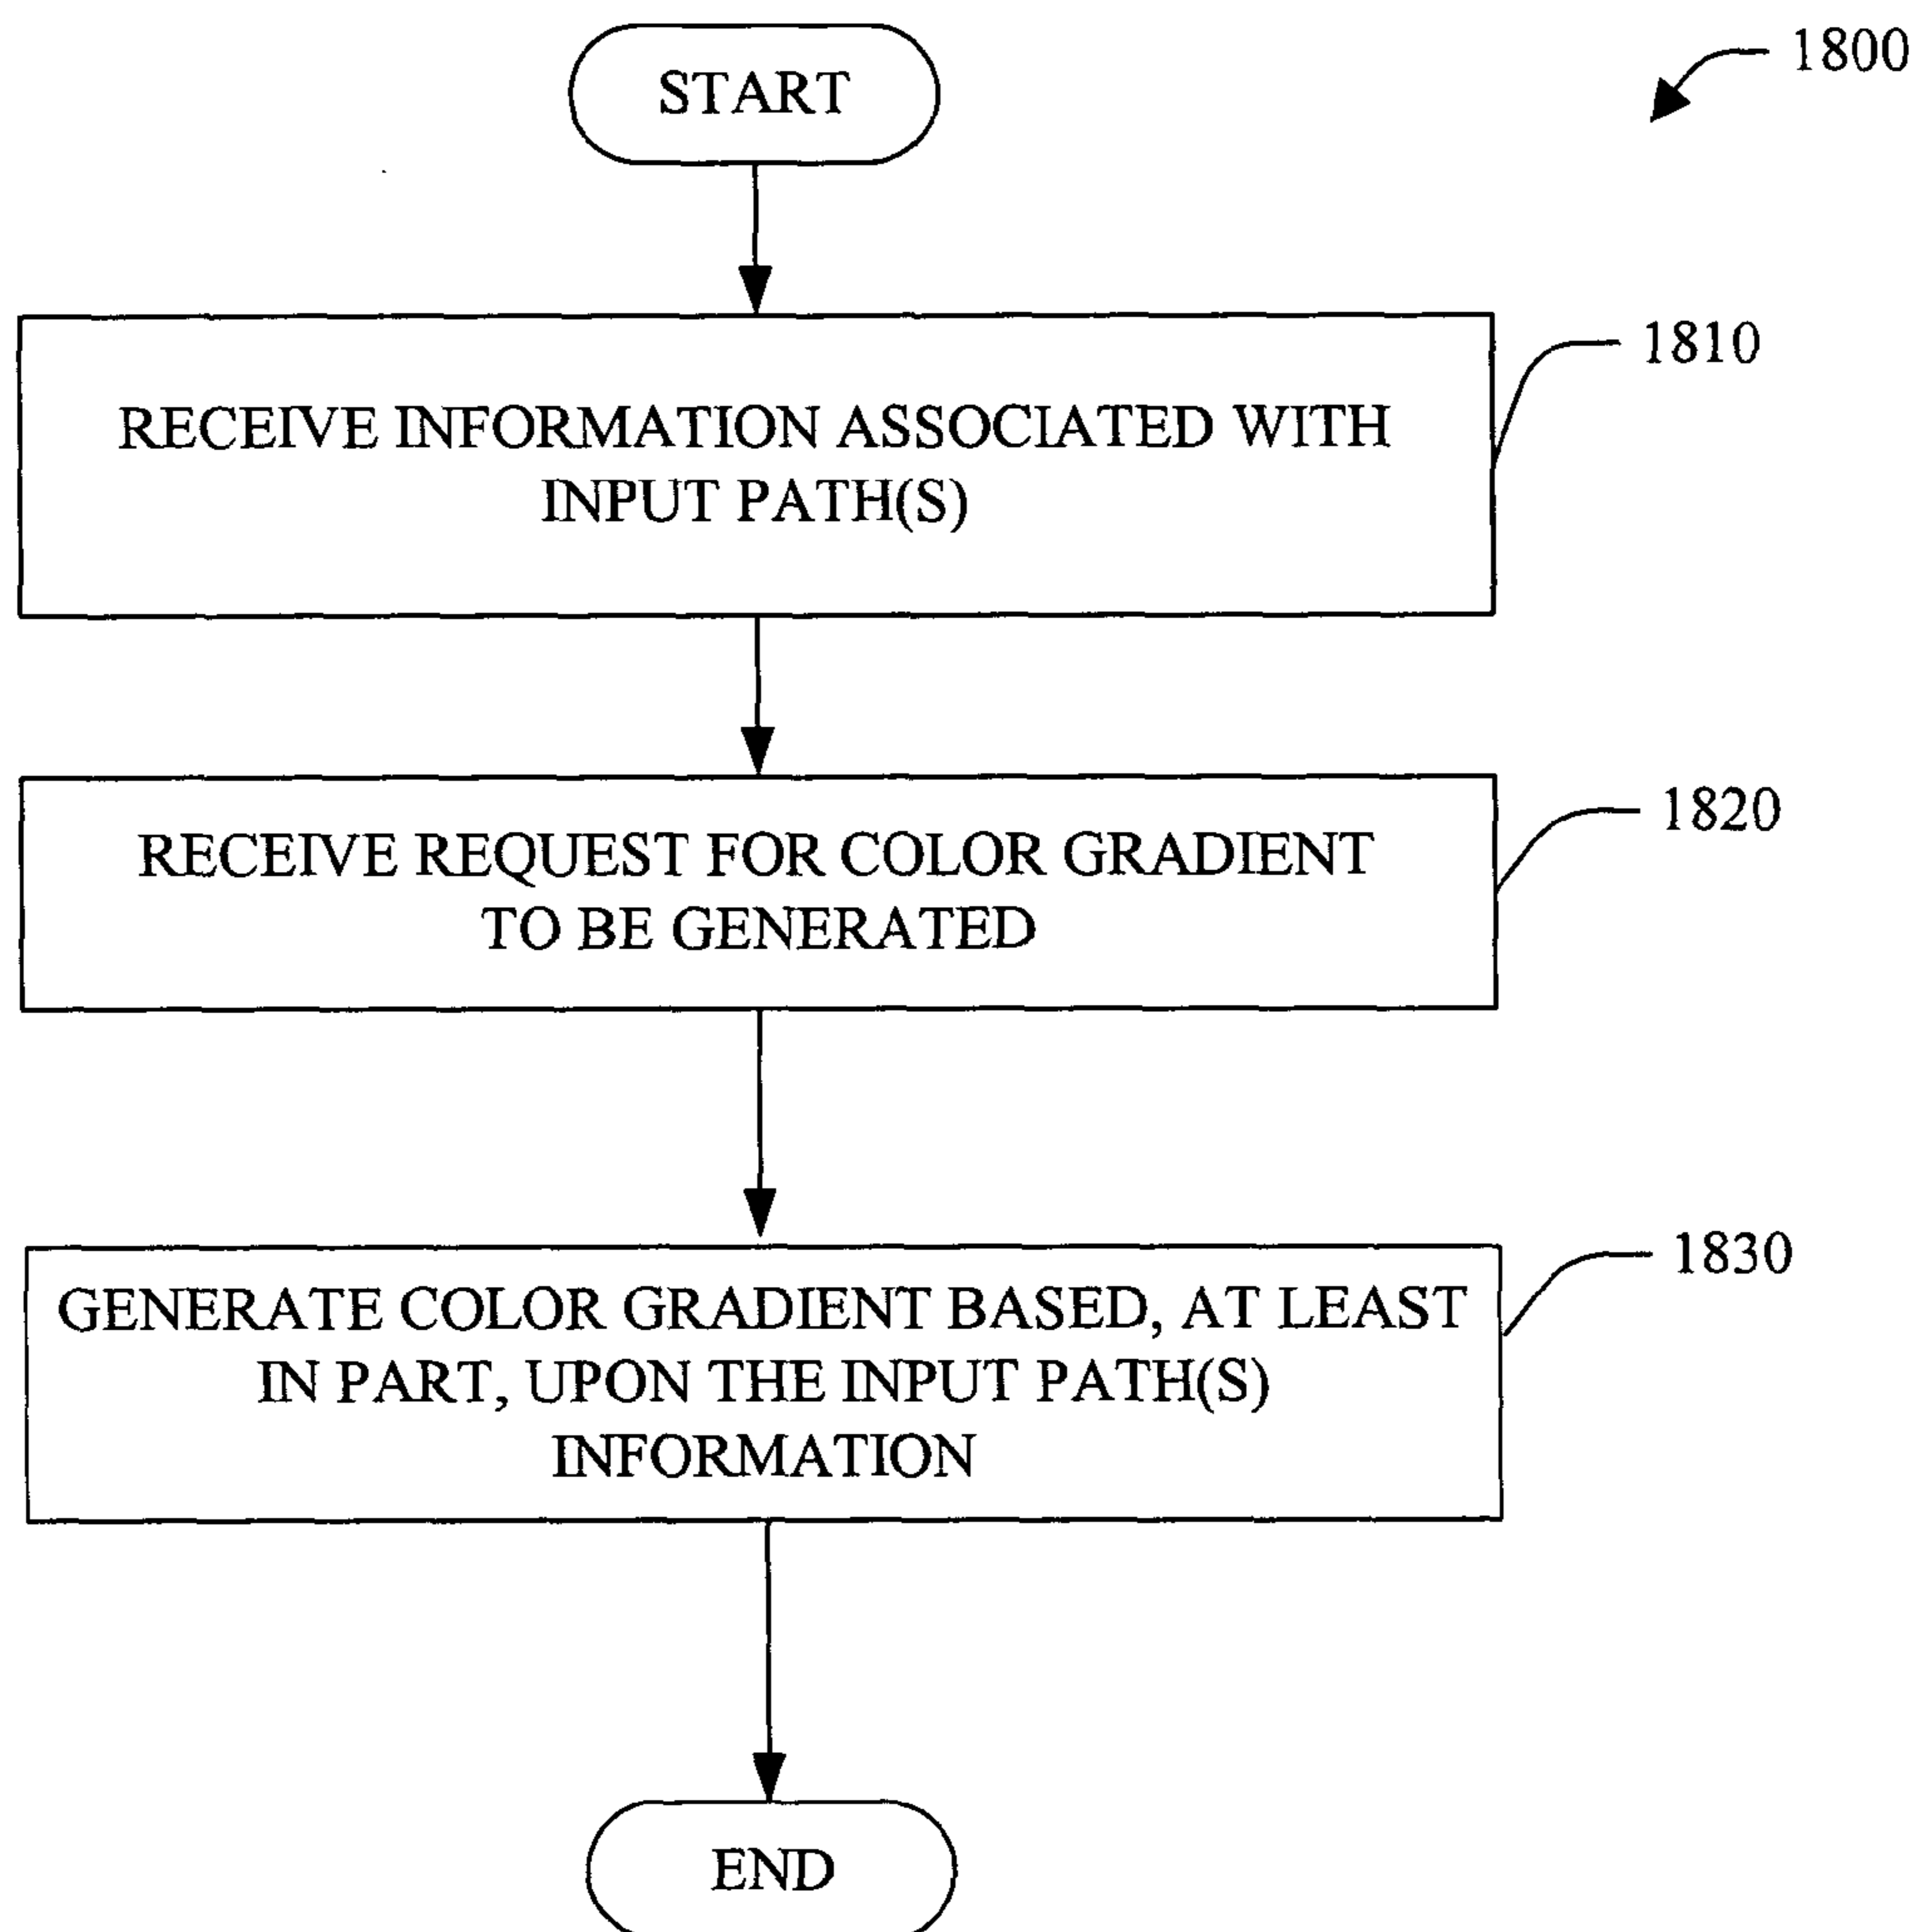 START
1800
RECEIVE INFORMATION ASSOCIATED WITH
INPUT PATH(S)
1810
RECEIVE REQUEST FOR COLOR GRADIENT
TO BE GENERATED
1820
GENERATE COLOR GRADIENT BASED, AT LEAST
IN PART, UPON THE INPUT PATH(S)
INFORMATION
1830
END